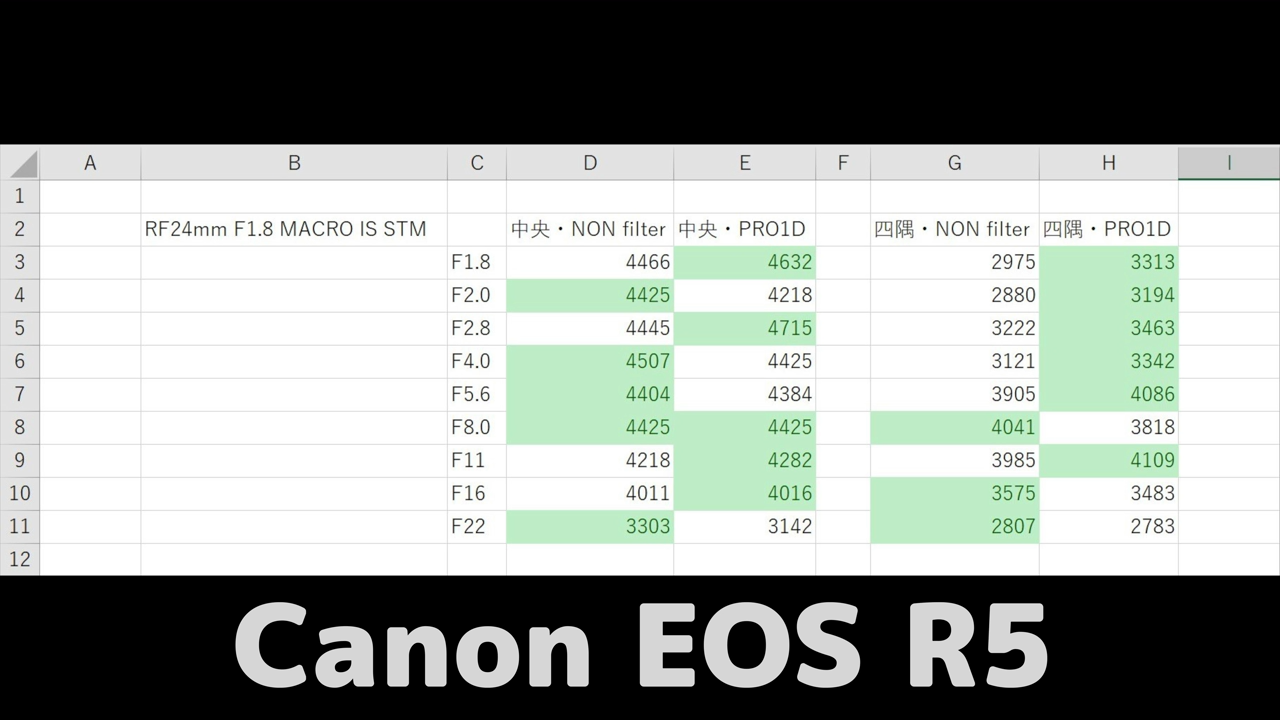 A B C D E F G H I
1
2 RF24mm F1.8 MACRO IS STM 中央・NON filter 中央・PRO1D 四隅・NON filter 四隅・PRO1D
3 F1.8 4466 4632 2975 3313
4 F2.0 4425 4218 2880 3194
5 F2.8 4445 4715 3222 3463
6 F4.0 4507 4425 3121 3342
7 F5.6 4404 4384 3905 4086
8 F8.0 4425 4425 4041 3818
9 F11 4218 4282 3985 4109
10 F16 4011 4016 3575 3483
11 F22 3303 3142 2807 2783
12
Canon EOS R5